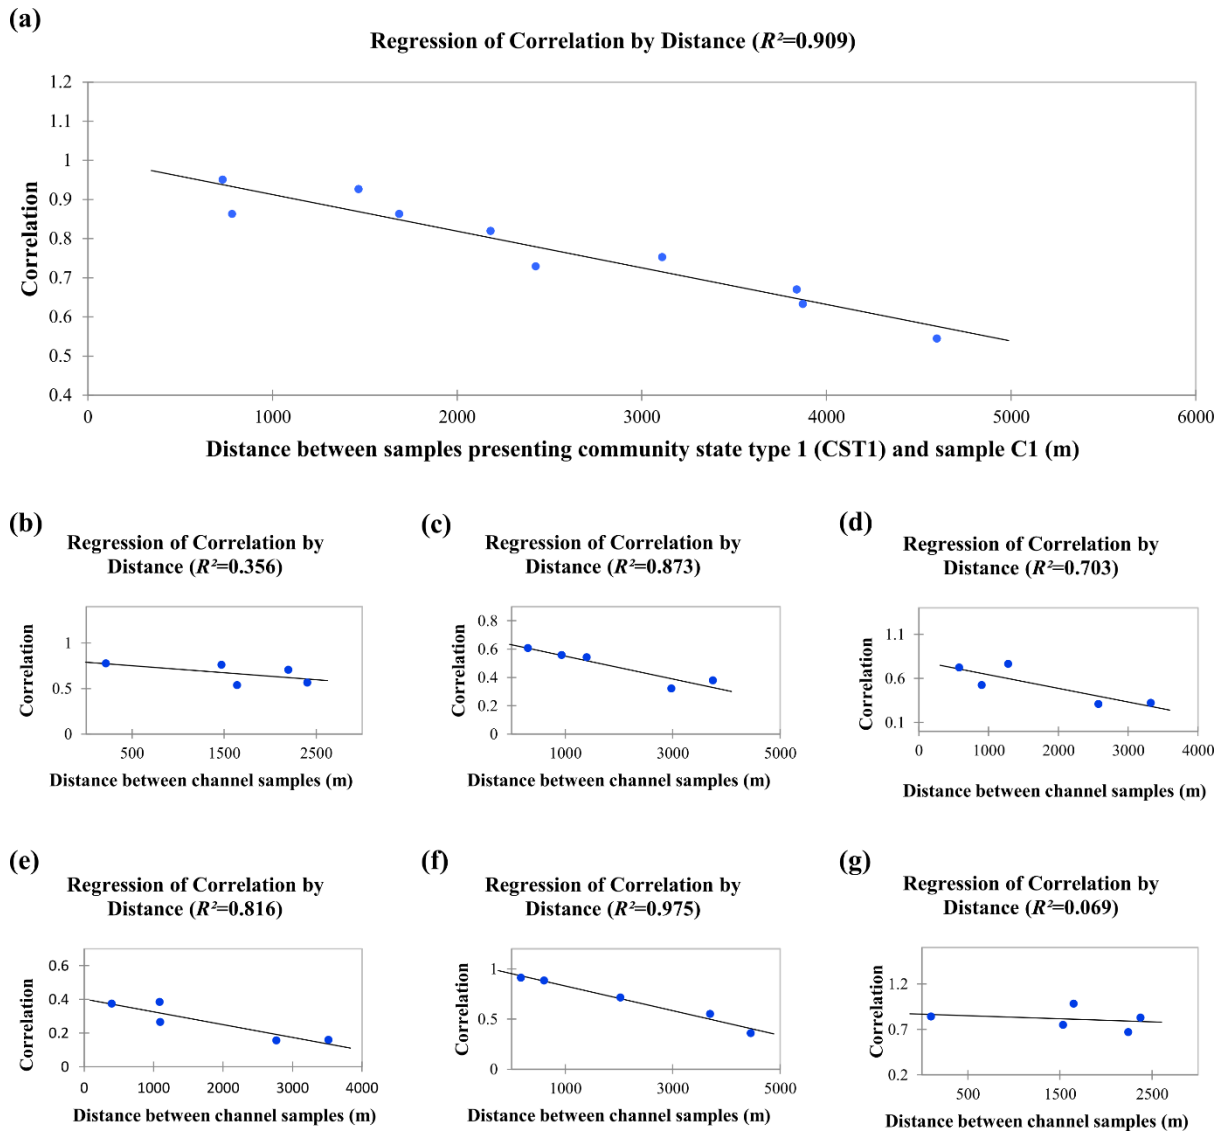 (a)
Regression of Correlation by Distance (R²=0.909)
1.2
1.1
1
0.9
0.8
0.7
0.6
0.5
0.4
Correlation
0 1000 2000 3000 4000 5000 6000
Distance between samples presenting community state type 1 (CST1) and sample C1 (m)
(b)
Regression of Correlation by
Distance (R²=0.356)
1
0.5
0
Correlation
500 1500 2500
Distance between channel samples (m)
(c)
Regression of Correlation by
Distance (R²=0.873)
0.8
0.6
0.4
0.2
0
Correlation
1000 3000 5000
Distance between channel samples (m)
(d)
Regression of Correlation by
Distance (R²=0.703)
1.1
0.6
0.1
Correlation
0 1000 2000 3000 4000
Distance between channel samples (m)
(e)
Regression of Correlation by
Distance (R²=0.816)
0.6
0.4
0.2
0
Correlation
0 1000 2000 3000 4000
Distance between channel samples (m)
(f)
Regression of Correlation by
Distance (R²=0.975)
1
0.5
0
Correlation
1000 3000 5000
Distance between channel samples (m)
(g)
Regression of Correlation by
Distance (R²=0.069)
1.2
0.7
0.2
Correlation
500 1500 2500
Distance between channel samples (m)